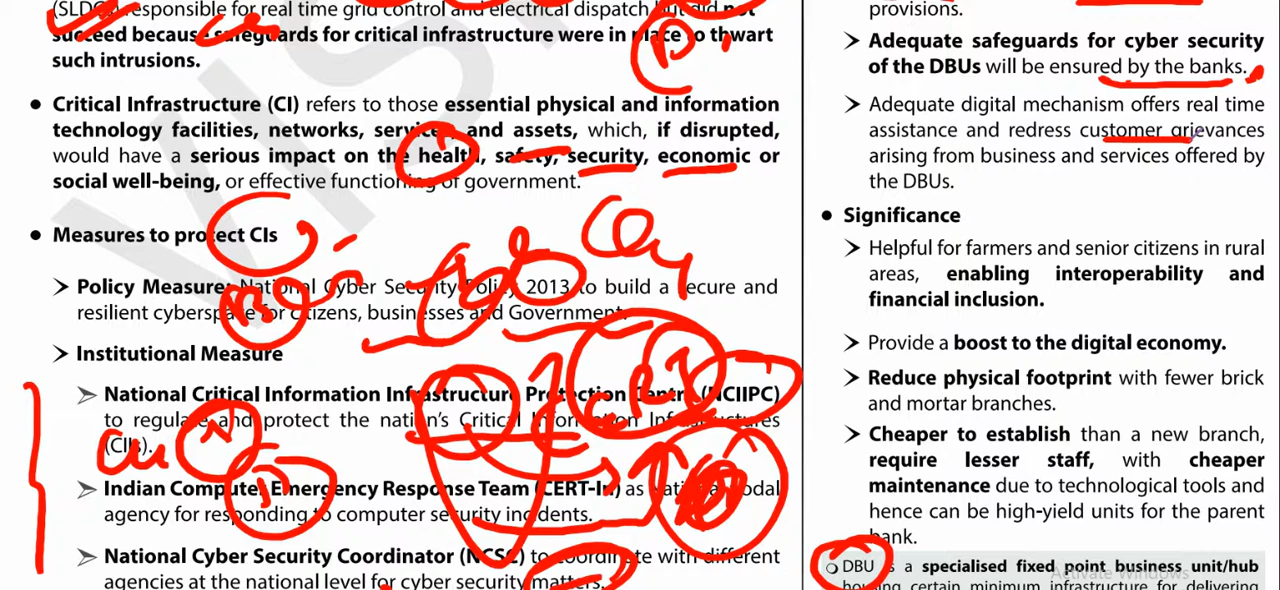 (SLDCs) responsible for real time grid control and electrical dispatch but did not
succeed because safeguards for critical infrastructure were in place to thwart
such intrusions.
• Critical Infrastructure (CI) refers to those essential physical and information
technology facilities, networks, services and assets, which, if disrupted,
would have a serious impact on the health, safety, security, economic or
social well-being, or effective functioning of government.
• Measures to protect CIs
➢ Policy Measure: National Cyber Security Policy 2013 to build a secure and
resilient cyberspace for citizens, businesses and Government.
➢ Institutional Measure
➢ National Critical Information Infrastructure Protection Centre (NCIIPC)
to regulate and protect the nation's Critical Information Infrastructures
(CIIs).
➢ Indian Computer Emergency Response Team (CERT-In) as national nodal
agency for responding to computer security incidents.
➢ National Cyber Security Coordinator (NCSC) to coordinate with different
agencies at the national level for cyber security matters.
provisions.
➢ Adequate safeguards for cyber security
of the DBUs will be ensured by the banks.
➢ Adequate digital mechanism offers real time
assistance and redress customer grievances
arising from business and services offered by
the DBUs.
• Significance
➢ Helpful for farmers and senior citizens in rural
areas, enabling interoperability and
financial inclusion.
➢ Provide a boost to the digital economy.
➢ Reduce physical footprint with fewer brick
and mortar branches.
➢ Cheaper to establish than a new branch,
require lesser staff, with cheaper
maintenance due to technological tools and
hence can be high-yield units for the parent
bank.
○ DBU is a specialised fixed point business unit/hub
housing certain minimum infrastructure for delivering
VIS
Activate Windows